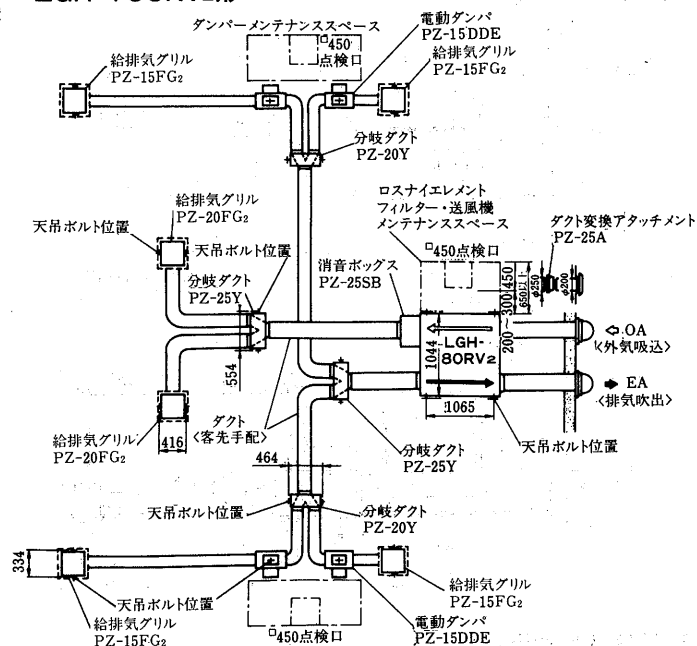 ダンパーメンテナンススペース
電動ダンパ
PZ-15DDE
□450
点検口
給排気グリル
PZ-15FG₂
給排気グリル
PZ-15FG₂
分岐ダクト
PZ-20Y
給排気グリル
PZ-20FG₂
ロスナイエレメント
フィルター・送風機
メンテナンススペース
天吊ボルト位置
天吊ボルト位置
ダクト変換アタッチメント
PZ-25A
□450点検口
消音ボックス
PZ-25SB
分岐ダクト
PZ-25Y
φ250
φ200
200～300
450
650以上
LGH-
80RV₂
1044
OA
〈外気吸込〉
EA
〈排気吹出〉
554
1065
ダクト
〈客先手配〉
天吊ボルト位置
給排気グリル
PZ-20FG₂
416
分岐ダクト
PZ-25Y
464
天吊ボルト位置
分岐ダクト
PZ-20Y
334
天吊ボルト位置
給排気グリル
PZ-15FG₂
給排気グリル
PZ-15FG₂
電動ダンパ
PZ-15DDE
□450点検口